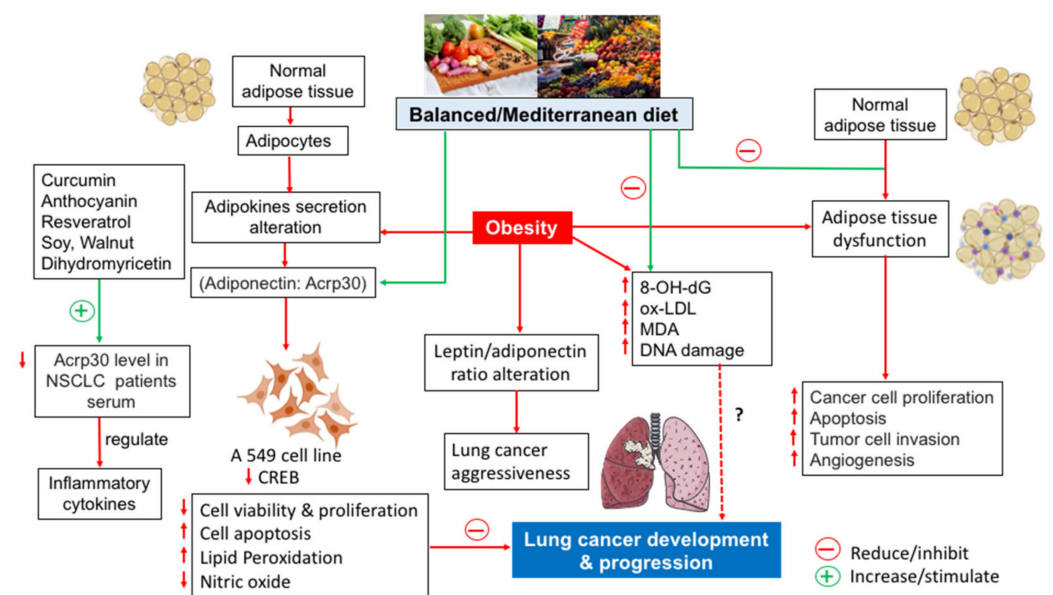 Balanced/Mediterranean diet
Normal
adipose tissue
Adipocytes
Adipokines secretion
alteration
(Adiponectin: Acrp30)
Curcumin
Anthocyanin
Resveratrol
Soy, Walnut
Dihydromyricetin
+
Acrp30 level in
NSCLC patients
serum
regulate
Inflammatory
cytokines
A 549 cell line
CREB
Cell viability & proliferation
Cell apoptosis
Lipid Peroxidation
Nitric oxide
Obesity
Leptin/adiponectin
ratio alteration
Lung cancer
aggressiveness
8-OH-dG
ox-LDL
MDA
DNA damage
?
Lung cancer development
& progression
Normal
adipose tissue
Adipose tissue
dysfunction
Cancer cell proliferation
Apoptosis
Tumor cell invasion
Angiogenesis
Reduce/inhibit
Increase/stimulate